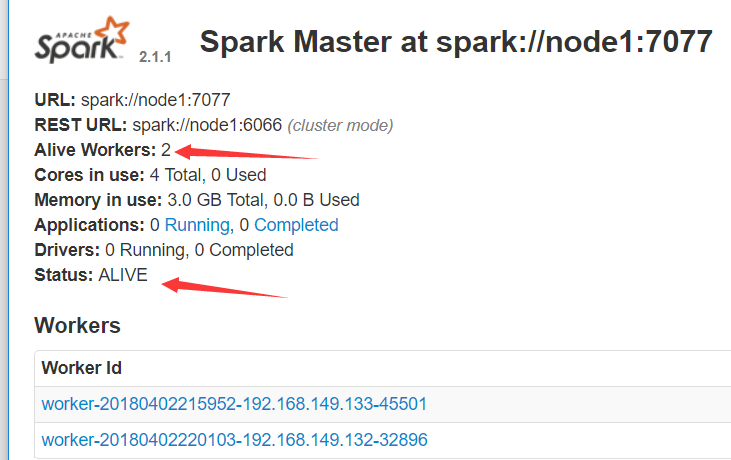 APACHE
Spark 2.1.1 Spark Master at spark://node1:7077
URL: spark://node1:7077
REST URL: spark://node1:6066 (cluster mode)
Alive Workers: 2
Cores in use: 4 Total, 0 Used
Memory in use: 3.0 GB Total, 0.0 B Used
Applications: 0 Running, 0 Completed
Drivers: 0 Running, 0 Completed
Status: ALIVE
Workers
Worker Id
worker-20180402215952-192.168.149.133-45501
worker-20180402220103-192.168.149.132-32896